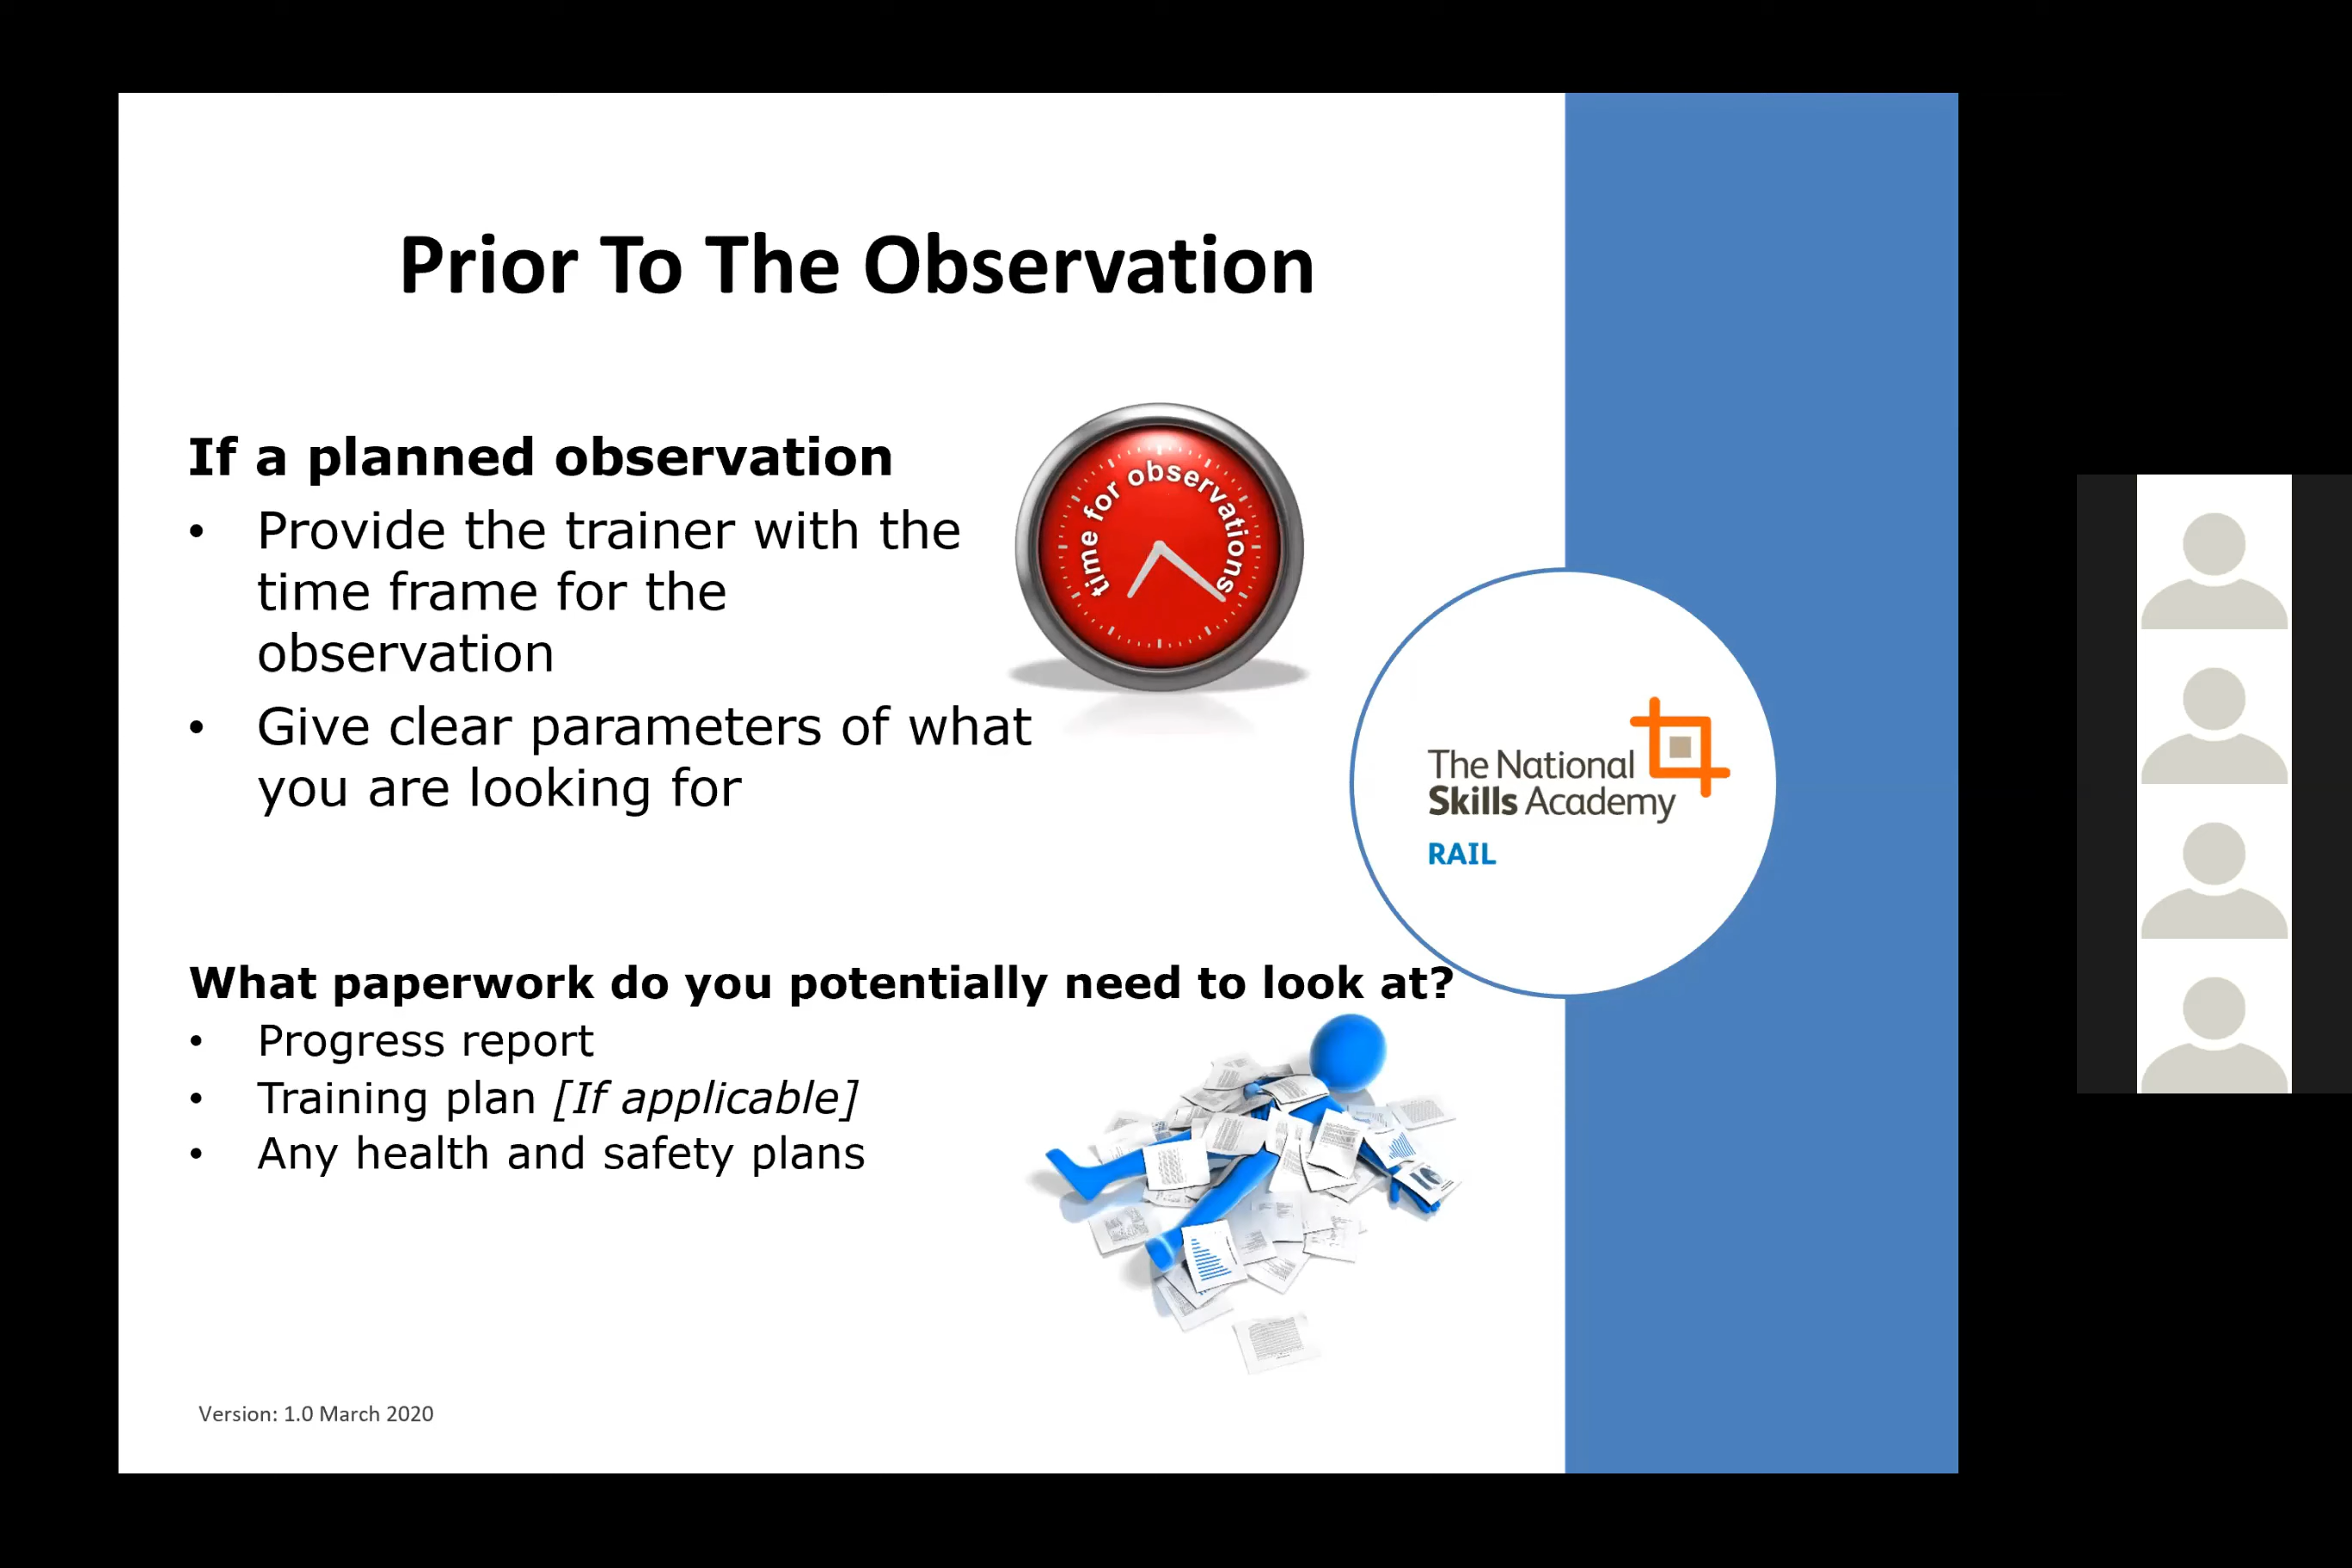 Prior To The Observation
If a planned observation
• Provide the trainer with the
time frame for the
observation
• Give clear parameters of what
you are looking for
time for observations
The National
Skills Academy
RAIL
What paperwork do you potentially need to look at?
• Progress report
• Training plan [If applicable]
• Any health and safety plans
Version: 1.0 March 2020